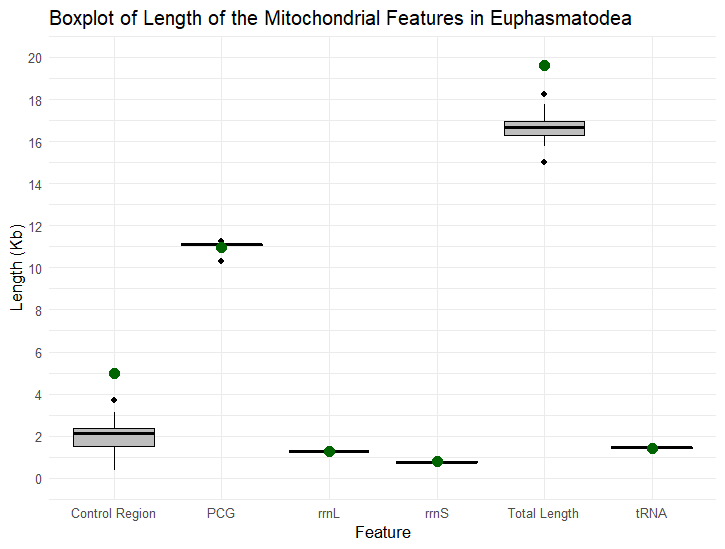 Boxplot of Length of the Mitochondrial Features in Euphasmatodea
20
18
16
14
12
10
8
6
4
2
0
Length (Kb)
Control Region PCG rrnL rrnS Total Length tRNA
Feature